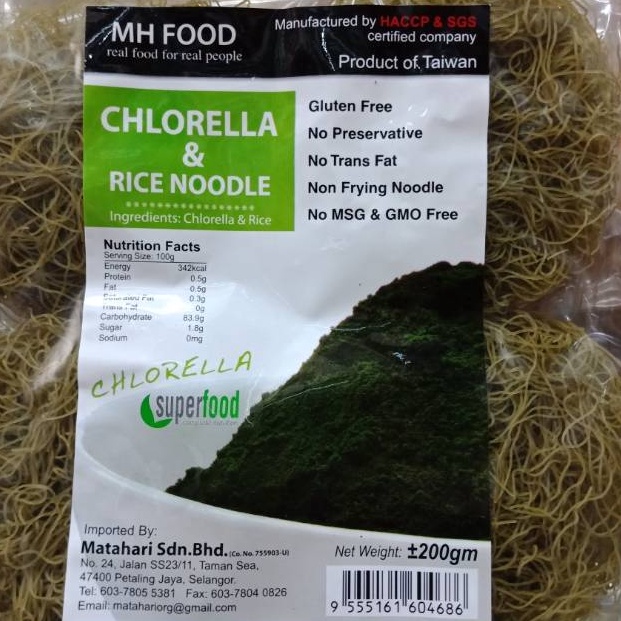 MH FOOD
real food for real people
Manufactured by HACCP & SGS
certified company
Product of Taiwan
CHLORELLA
&
RICE NOODLE
Ingredients: Chlorella & Rice
Gluten Free
No Preservative
No Trans Fat
Non Frying Noodle
No MSG & GMO Free
Nutrition Facts
Serving Size: 100g
Energy 342kcal
Protein 0.5g
Fat 0.5g
Fat 0.3g
Fat 0g
Carbohydrate 83.9g
Sugar 1.8g
Sodium 0mg
CHLORELLA
superfood
Imported By:
Matahari Sdn.Bhd. (Co. No. 755903-U)
No. 24, Jalan SS23/11, Taman Sea,
47400 Petaling Jaya, Selangor.
Tel: 603-7805 5381 Fax: 603-7804 0826
Email: matahariorg@gmail.com
Net Weight: ±200gm
9 555161 604686